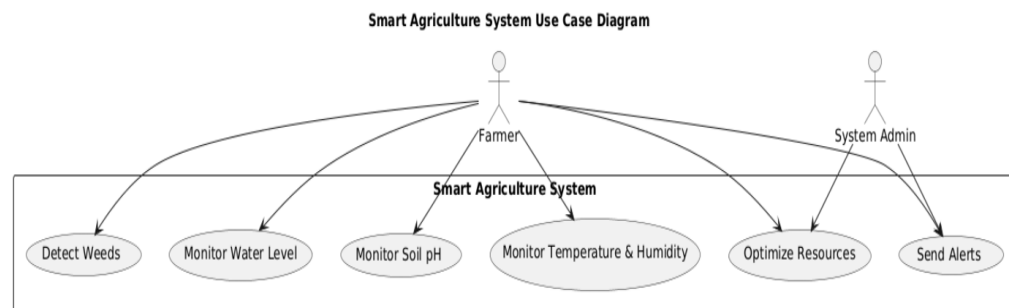 Smart Agriculture System Use Case Diagram
Farmer
System Admin
Smart Agriculture System
Detect Weeds
Monitor Water Level
Monitor Soil pH
Monitor Temperature & Humidity
Optimize Resources
Send Alerts